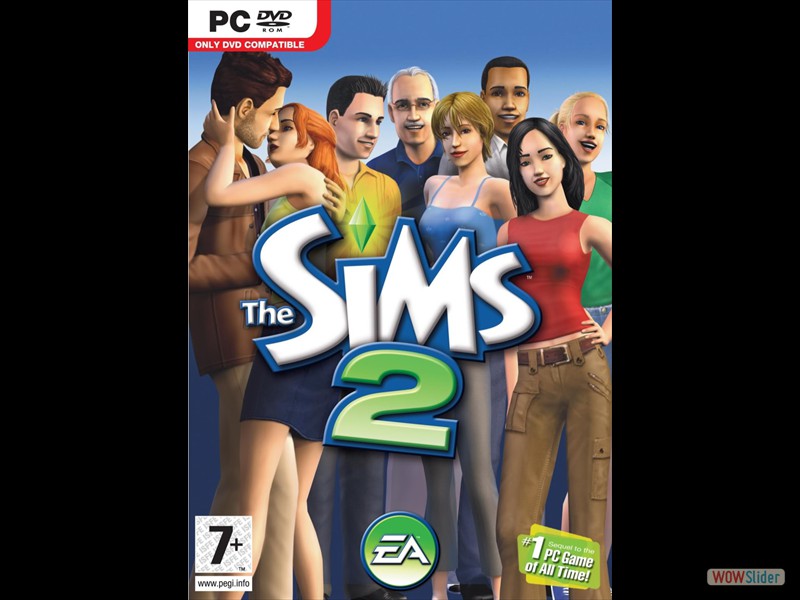 PC DVD
ROM
ONLY DVD COMPATIBLE
The SIMS
™
2
7+
www.pegi.info
EA
#1 Sequel to the
PC Game
of All Time!
WOWSlider